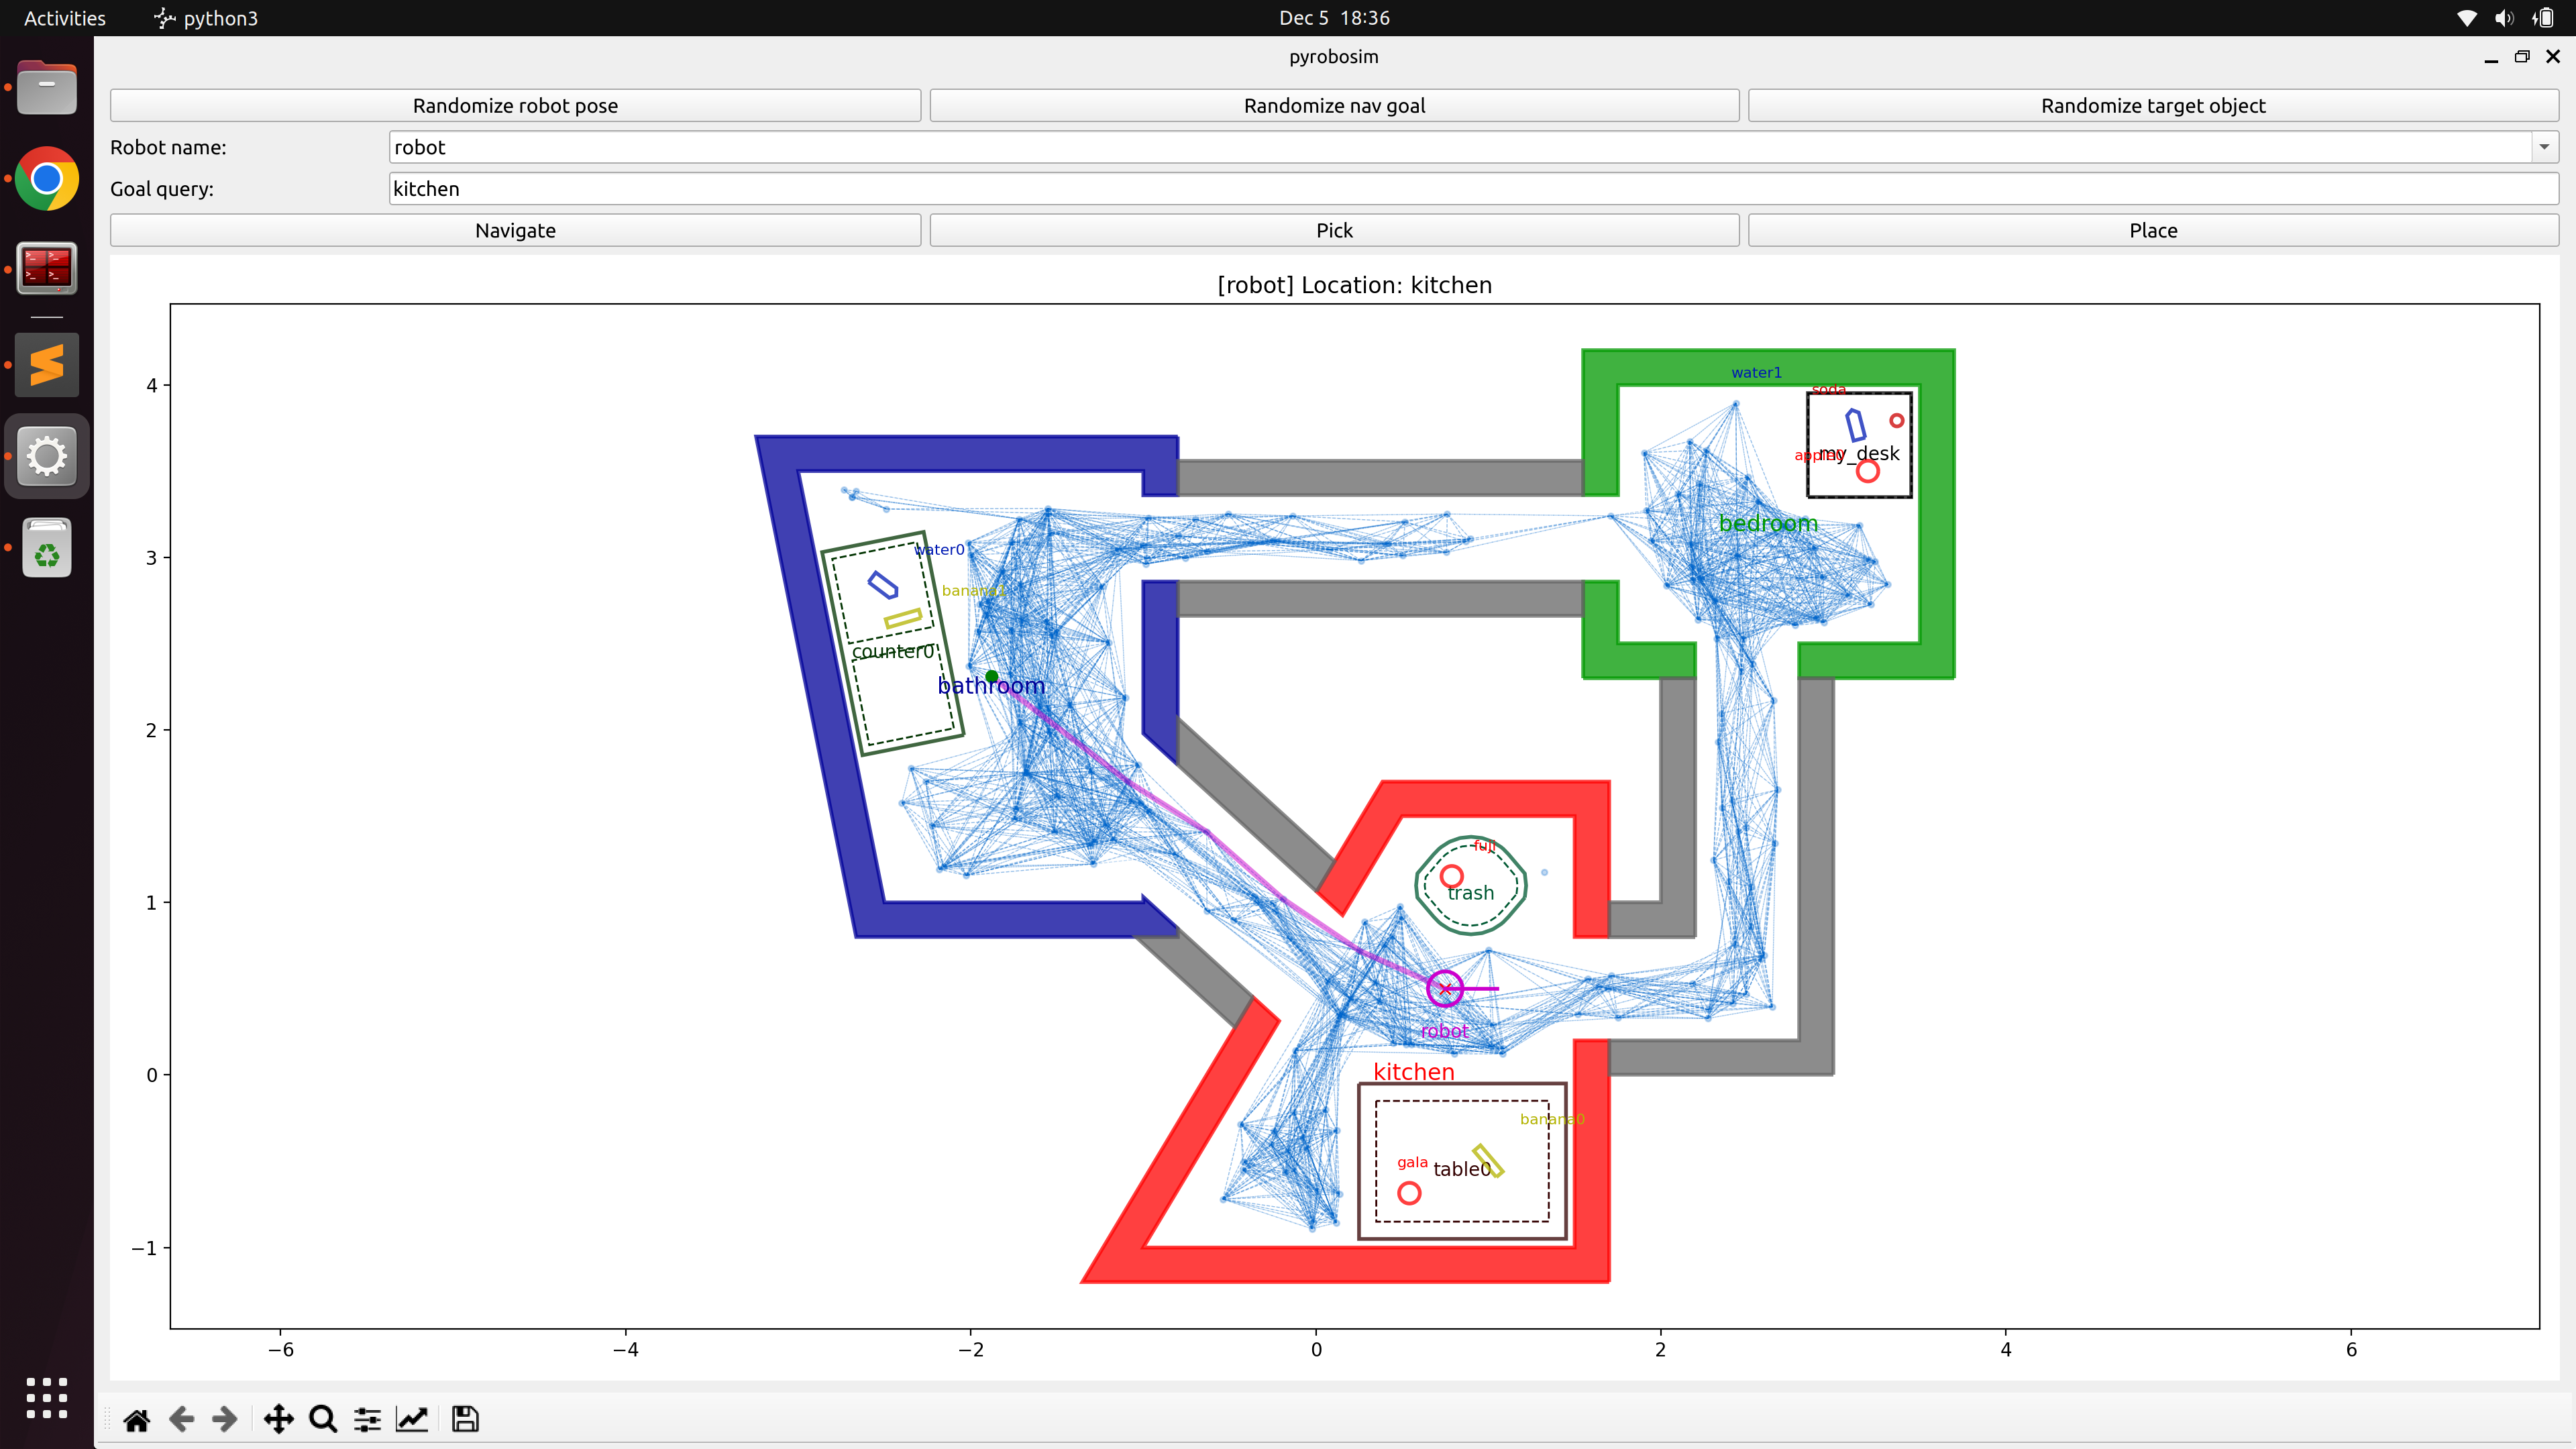 Activities python3 Dec 5 18:36
pyrobosim
Randomize robot pose Randomize nav goal Randomize target object
Robot name: robot
Goal query: kitchen
Navigate Pick Place
[robot] Location: kitchen
4
3
2
1
0
−1
−6 −4 −2 0 2 4 6
water1
soda
apple0
my_desk
bedroom
water0
banana1
counter0
bathroom
fuji
trash
robot
kitchen
banana0
gala
table0